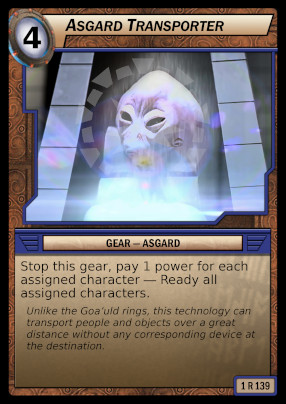 4
ASGARD TRANSPORTER
GEAR – ASGARD
Stop this gear, pay 1 power for each
assigned character — Ready all
assigned characters.
Unlike the Goa'uld rings, this technology can
transport people and objects over a great
distance without any corresponding device at
the destination.
1 R 139